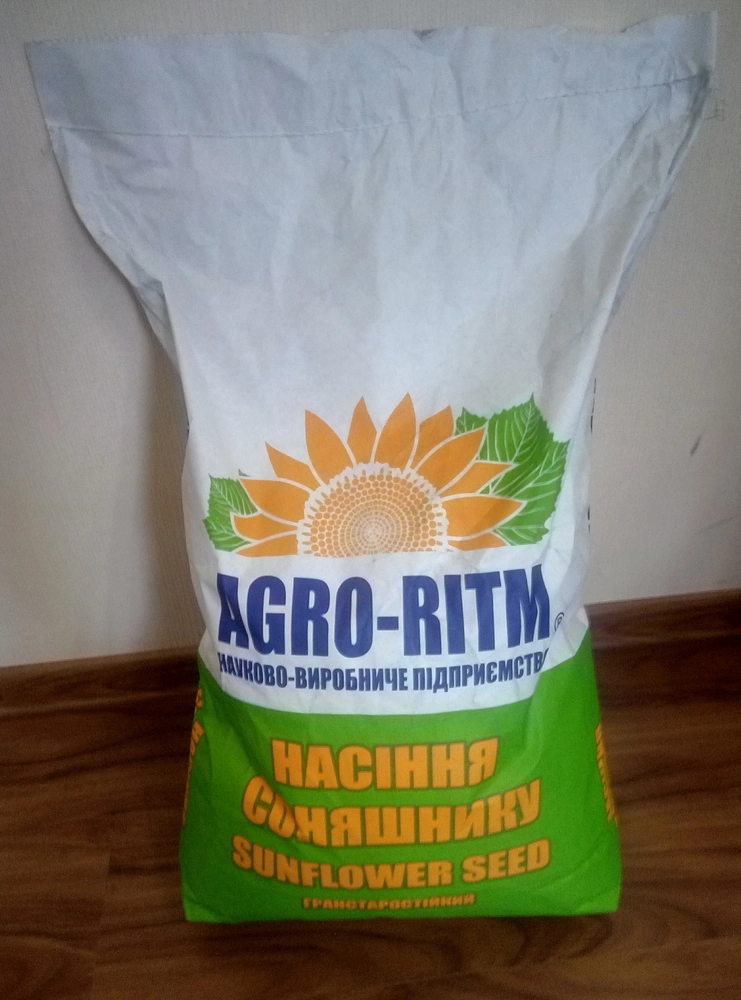 AGRO-RITM®
НАУКОВО-ВИРОБНИЧЕ ПІДПРИЄМСТВО
НАСІННЯ
СОНЯШНИКУ
SUNFLOWER SEED
ГРАНСТАРОСТІЙКИЙ